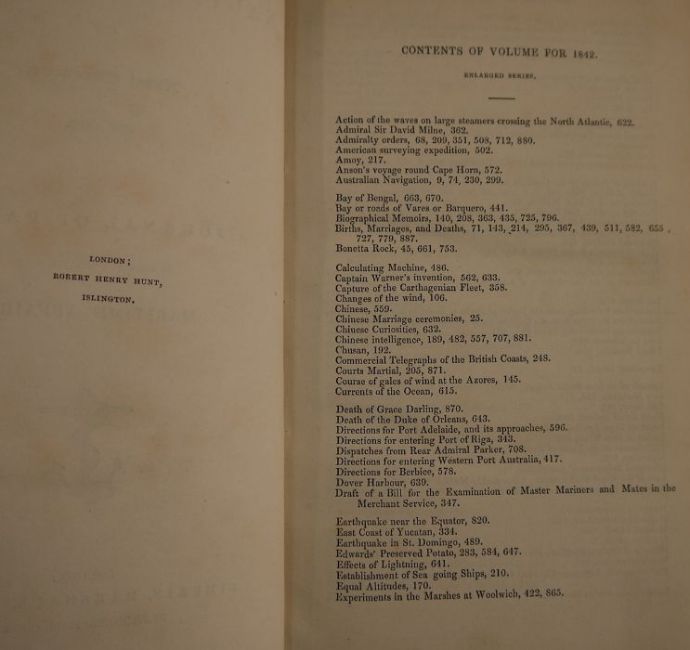 LONDON;
ROBERT HENRY HUNT,
ISLINGTON.
CONTENTS OF VOLUME FOR 1842.
ENLARGED SERIES.
Action of the waves on large steamers crossing the North Atlantic, 622.
Admiral Sir David Milne, 362.
Admiralty orders, 68, 209, 351, 508, 712, 880.
American surveying expedition, 502.
Amoy, 217.
Anson's voyage round Cape Horn, 572.
Australian Navigation, 9, 74, 230, 299.
Bay of Bengal, 663, 670.
Bay or roads of Vares or Barquero, 441.
Biographical Memoirs, 140, 208, 363, 435, 725, 796.
Births, Marriages, and Deaths, 71, 143, 214, 295, 367, 439, 511, 582, 655,
727, 779, 887.
Bonetta Rock, 45, 661, 753.
Calculating Machine, 486.
Captain Warner's invention, 562, 633.
Capture of the Carthagenian Fleet, 358.
Changes of the wind, 106.
Chinese, 559.
Chinese Marriage ceremonies, 25.
Chinese Curiosities, 632.
Chinese intelligence, 189, 482, 557, 707, 881.
Chusan, 192.
Commercial Telegraphs of the British Coasts, 248.
Courts Martial, 205, 871.
Course of gales of wind at the Azores, 145.
Currents of the Ocean, 615.
Death of Grace Darling, 870.
Death of the Duke of Orleans, 643.
Directions for Port Adelaide, and its approaches, 596.
Directions for entering Port of Riga, 343.
Dispatches from Rear Admiral Parker, 708.
Directions for entering Western Port Australia, 417.
Directions for Berbice, 578.
Dover Harbour, 639.
Draft of a Bill for the Examination of Master Mariners and Mates in the
Merchant Service, 347.
Earthquake near the Equator, 820.
East Coast of Yucatan, 334.
Earthquake in St. Domingo, 489.
Edwards' Preserved Potato, 283, 584, 647.
Effects of Lightning, 641.
Establishment of Sea going Ships, 210.
Equal Altitudes, 170.
Experiments in the Marshes at Woolwich, 422, 865.